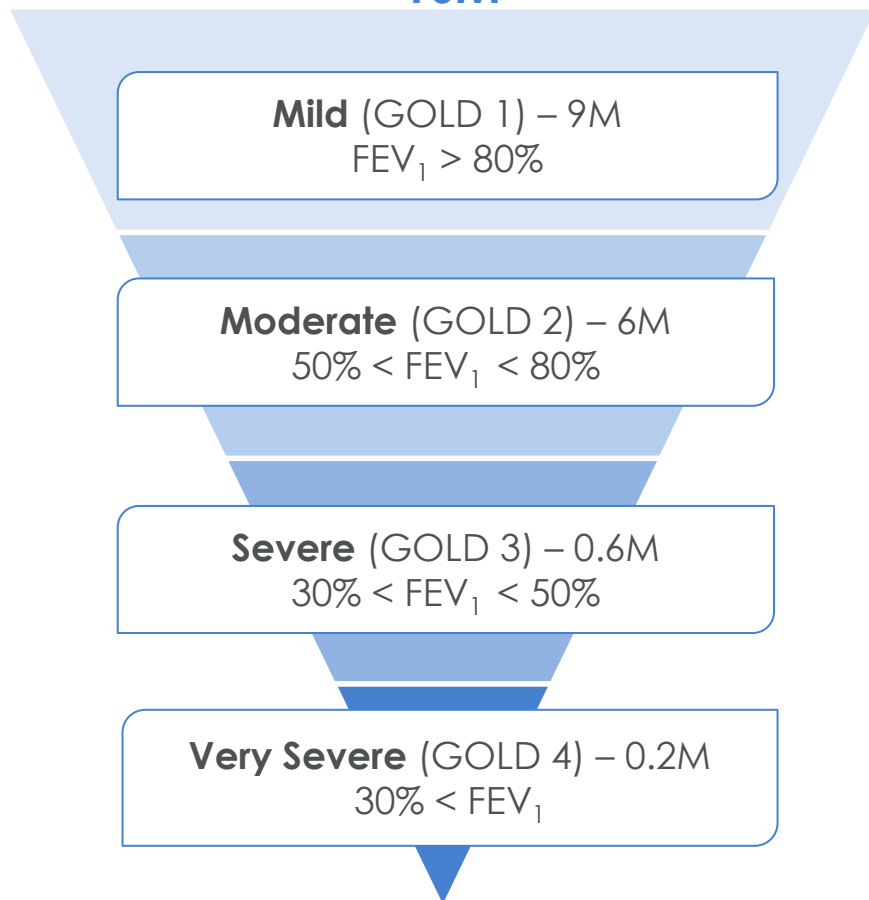 Mild (GOLD 1) – 9M
FEV₁ > 80%
Moderate (GOLD 2) – 6M
50% < FEV₁ < 80%
Severe (GOLD 3) – 0.6M
30% < FEV₁ < 50%
Very Severe (GOLD 4) – 0.2M
30% < FEV₁